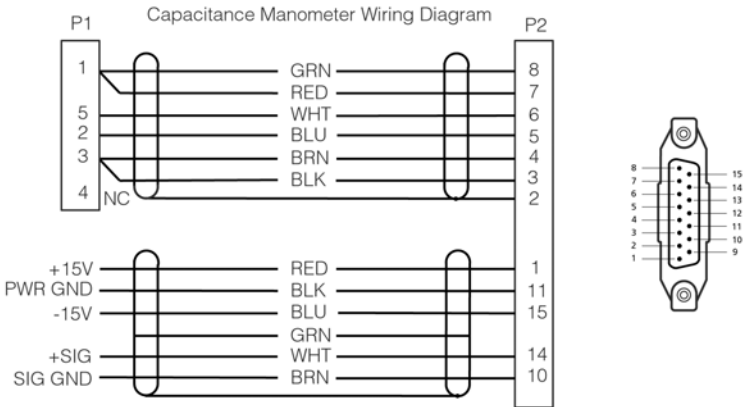 Capacitance Manometer Wiring Diagram
P1 P2
1 GRN 8
RED 7
5 WHT 6
2 BLU 5
3 BRN 4
BLK 3
4 NC 2
+15V RED 1
PWR GND BLK 11
-15V BLU 15
GRN
+SIG WHT 14
SIG GND BRN 10
8 15
7 14
6 13
5 12
4 11
3 10
2 9
1